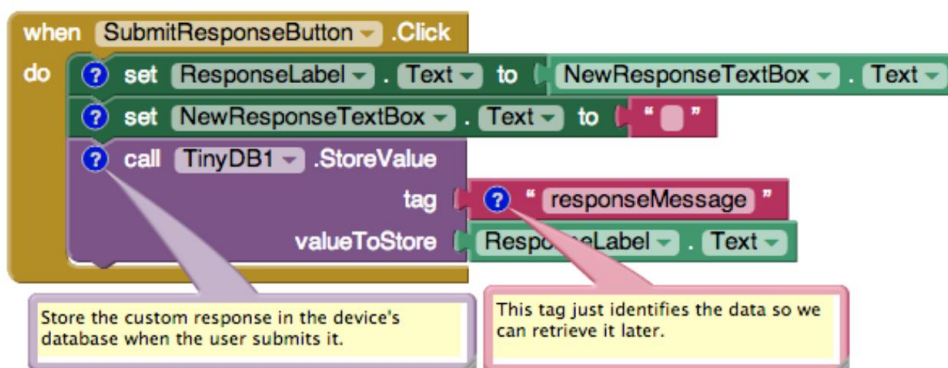 when SubmitResponseButton .Click
do ? set ResponseLabel . Text to NewResponseTextBox . Text
? set NewResponseTextBox . Text to " "
? call TinyDB1 .StoreValue
tag ? " responseMessage "
valueToStore ResponseLabel . Text
Store the custom response in the device's
database when the user submits it.
This tag just identifies the data so we
can retrieve it later.